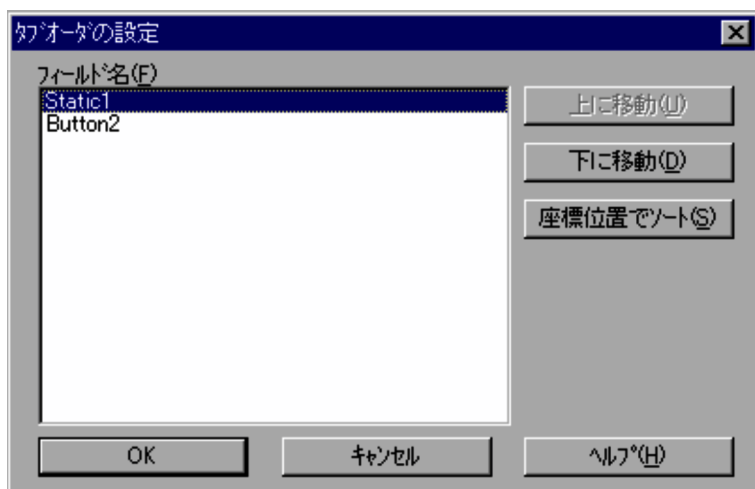 ﾀﾌﾞｵｰﾀﾞの設定
ﾌｨｰﾙﾄﾞ名(F)
Static1
Button2
上に移動(U)
下に移動(D)
座標位置でｿｰﾄ(S)
OK
ｷｬﾝｾﾙ
ﾍﾙﾌﾟ(H)